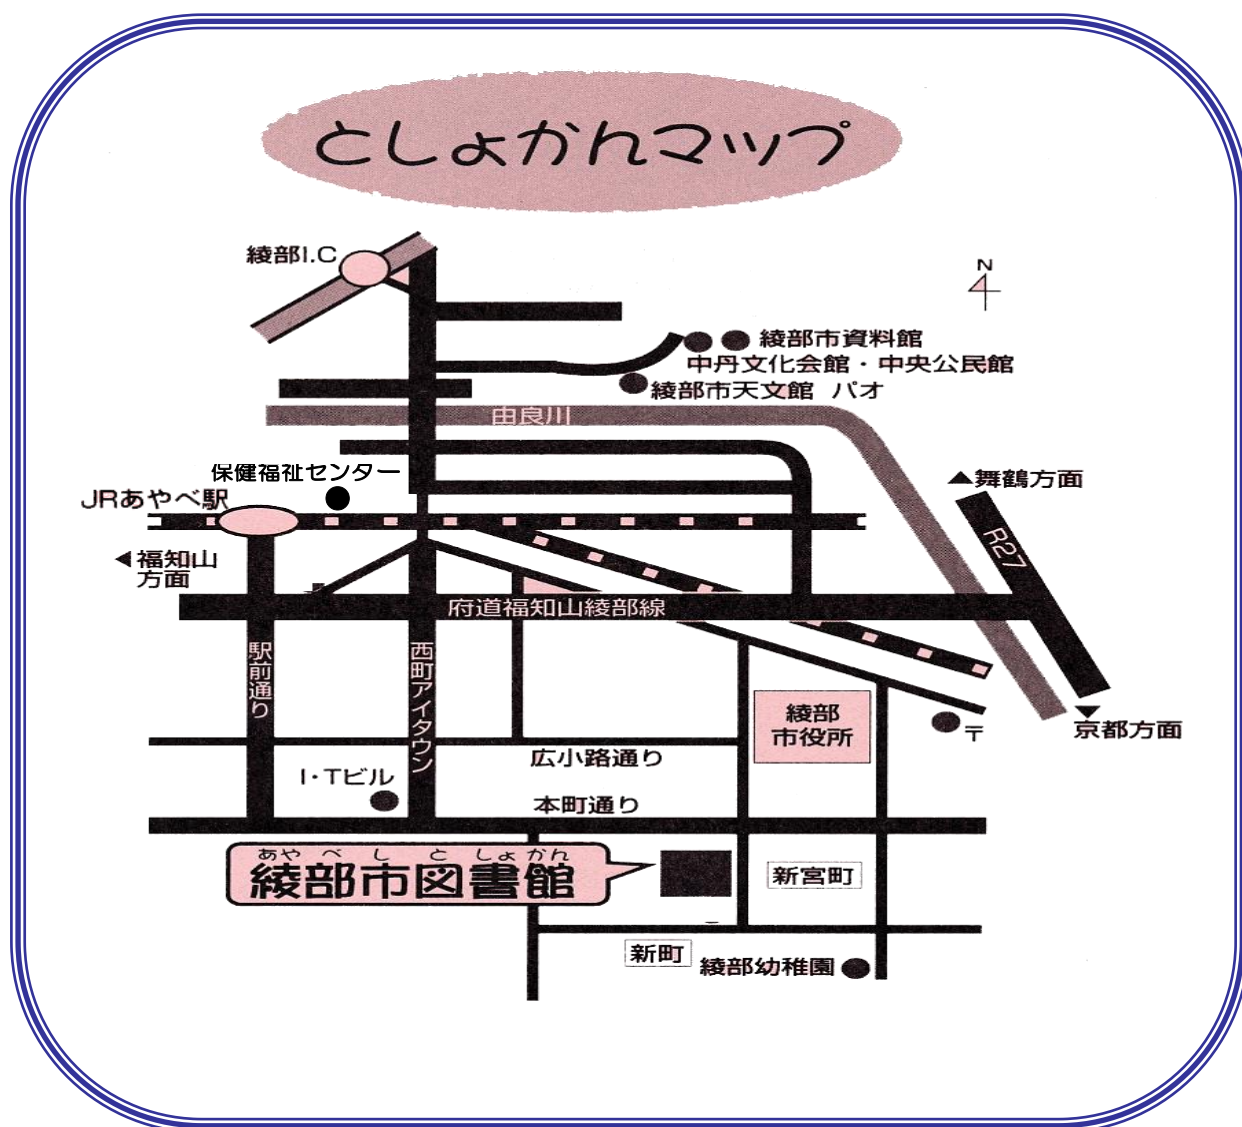 としょかんマップ
綾部I.C
N
綾部市資料館
中丹文化会館・中央公民館
綾部市天文館 パオ
由良川
保健福祉センター
▲舞鶴方面
JRあやべ駅
R27
◀福知山
方面
府道福知山綾部線
駅前通り
西町アイタウン
綾部
市役所
〒
▼
京都方面
広小路通り
I・Tビル
本町通り
あやべしとしょかん
綾部市図書館
新宮町
新町
綾部幼稚園